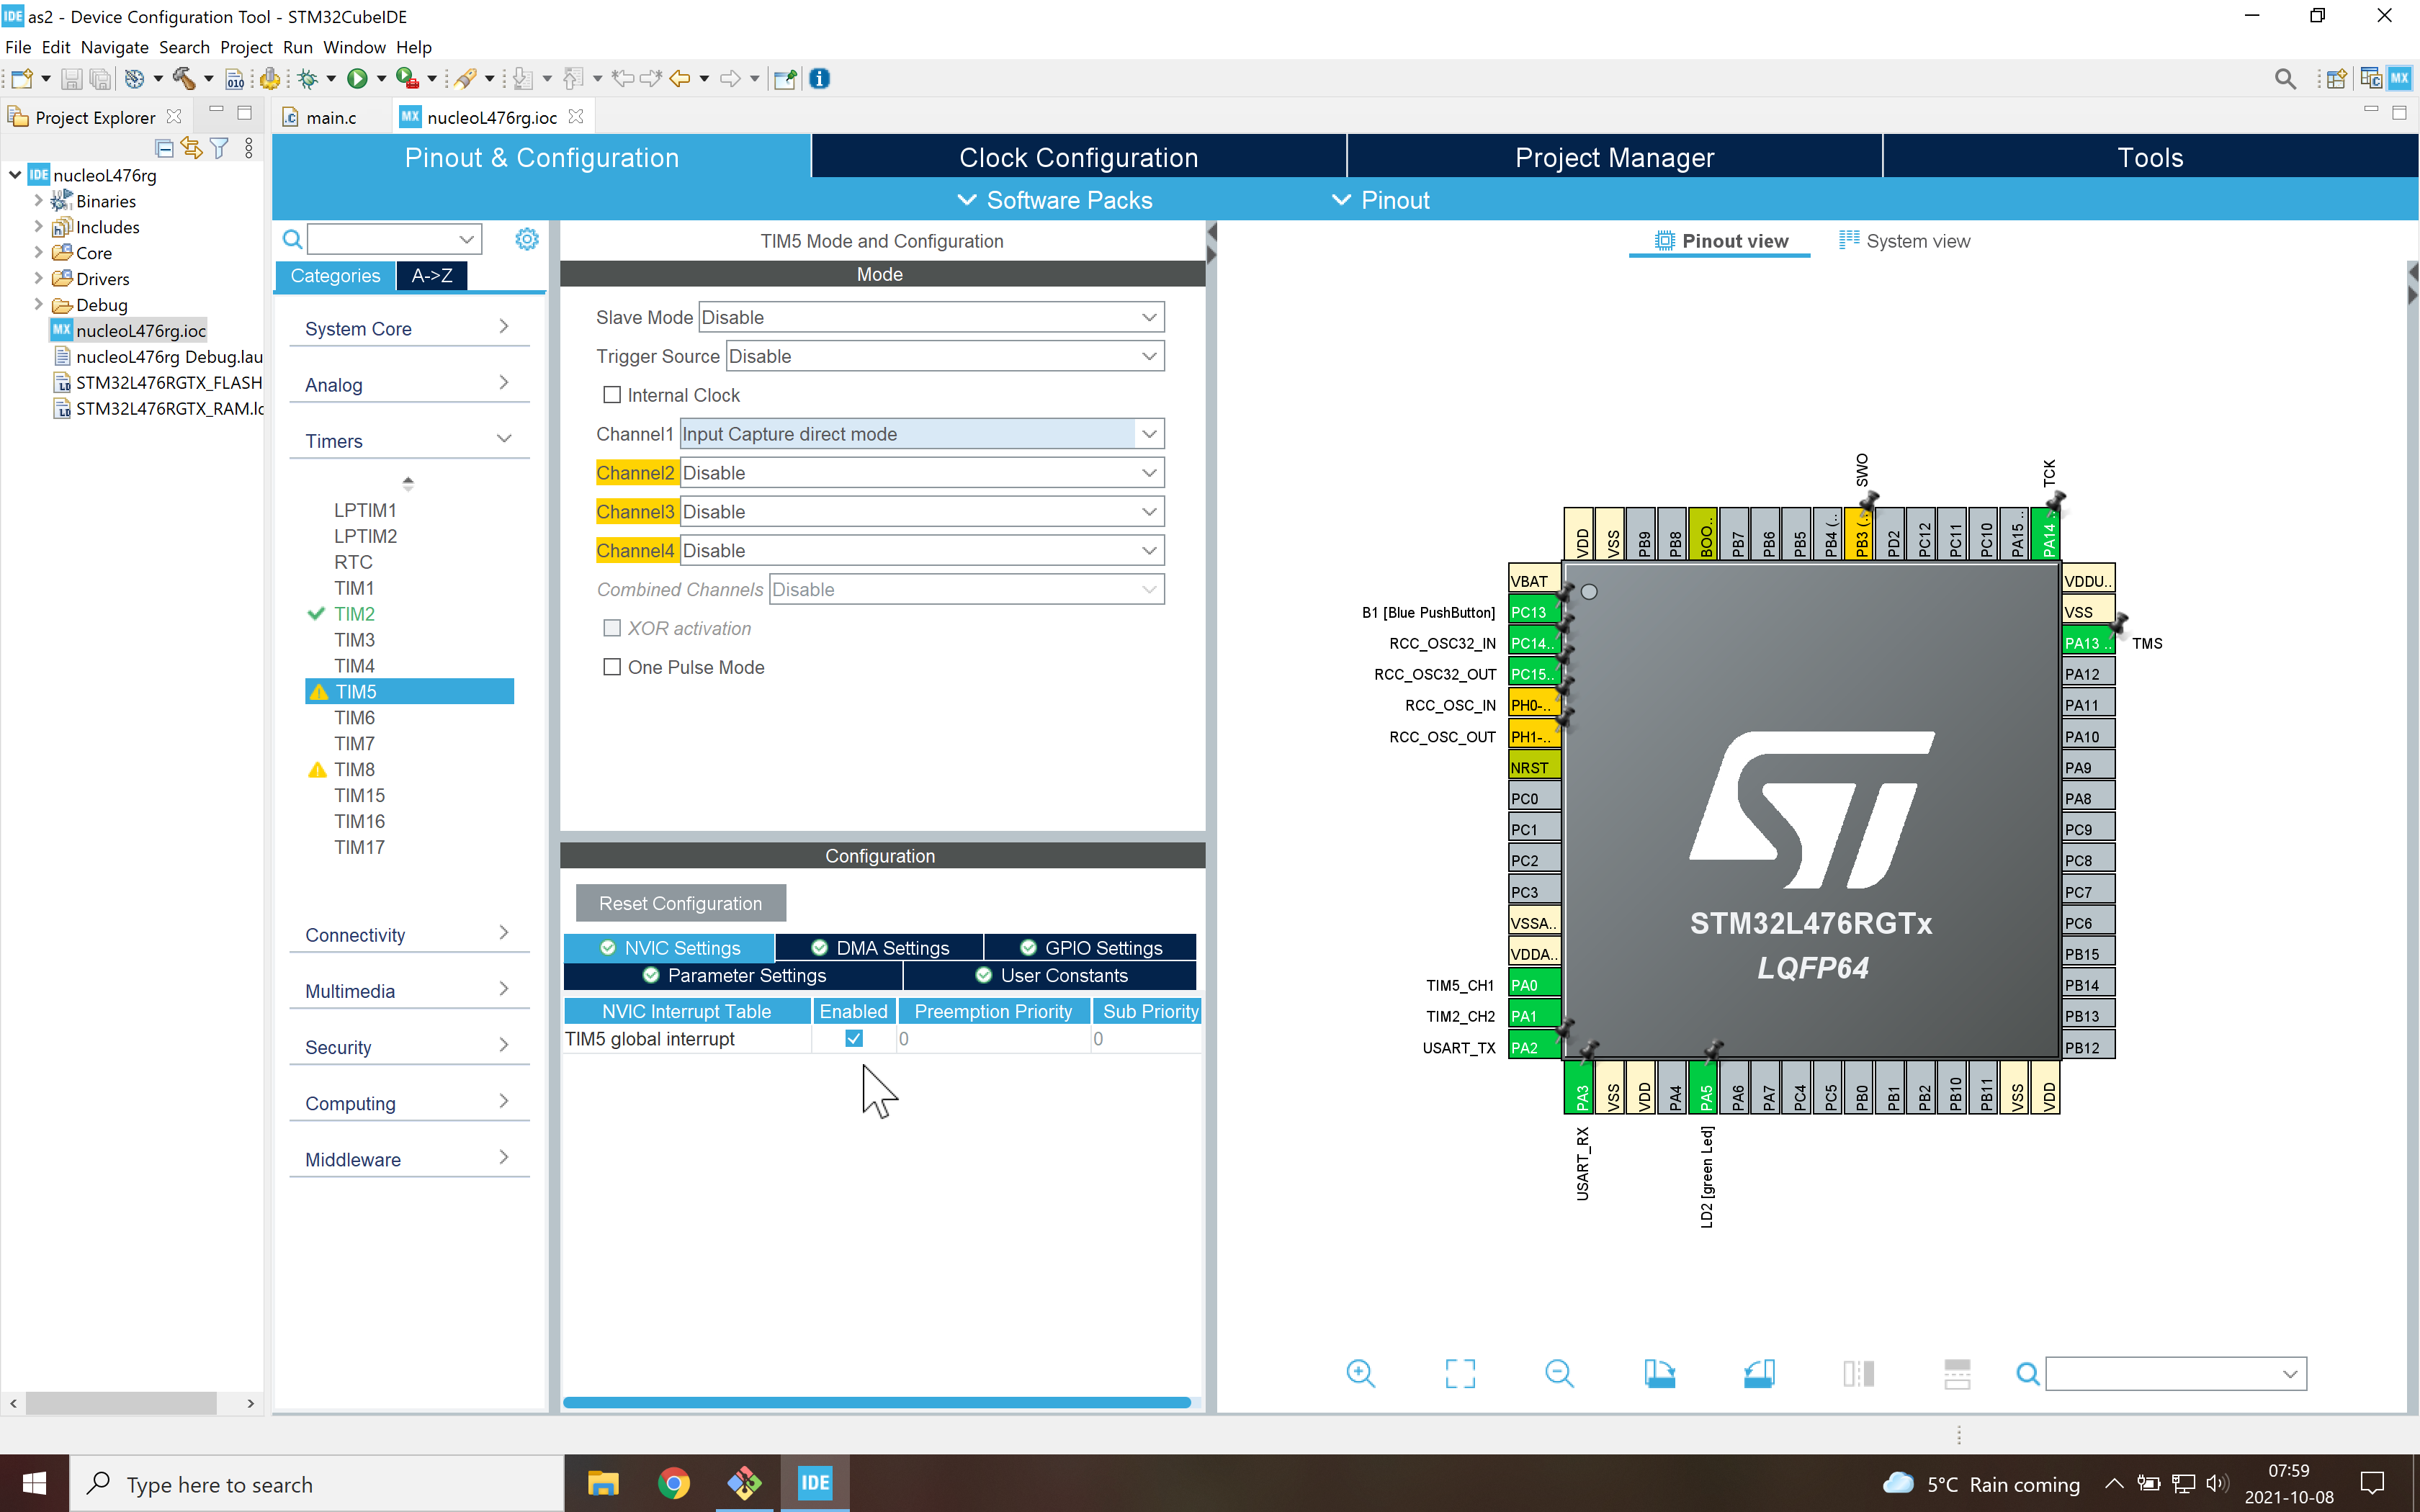 IDE as2 - Device Configuration Tool - STM32CubeIDE
File Edit Navigate Search Project Run Window Help
Project Explorer
main.c
MX nucleoL476rg.ioc
IDE nucleoL476rg
Binaries
Includes
Core
Drivers
Debug
MX nucleoL476rg.ioc
nucleoL476rg Debug.lau
STM32L476RGTX_FLASH
STM32L476RGTX_RAM.lc
Pinout & Configuration
Clock Configuration
Project Manager
Tools
Software Packs
Pinout
Categories
A->Z
System Core
Analog
Timers
LPTIM1
LPTIM2
RTC
TIM1
TIM2
TIM3
TIM4
TIM5
TIM6
TIM7
TIM8
TIM15
TIM16
TIM17
Connectivity
Multimedia
Security
Computing
Middleware
TIM5 Mode and Configuration
Mode
Slave Mode Disable
Trigger Source Disable
Internal Clock
Channel1 Input Capture direct mode
Channel2 Disable
Channel3 Disable
Channel4 Disable
Combined Channels Disable
XOR activation
One Pulse Mode
Configuration
Reset Configuration
NVIC Settings
DMA Settings
GPIO Settings
Parameter Settings
User Constants
NVIC Interrupt Table Enabled Preemption Priority Sub Priority
TIM5 global interrupt 0 0
Pinout view
System view
SWO
TCK
VDD
VSS
PB9
PB8
BOO..
PB7
PB6
PB5
PB4 (..
PB3 (..
PD2
PC12
PC11
PC10
PA15 ..
PA14 ..
VBAT
B1 [Blue PushButton] PC13
RCC_OSC32_IN PC14..
RCC_OSC32_OUT PC15..
RCC_OSC_IN PH0-..
RCC_OSC_OUT PH1-..
NRST
PC0
PC1
PC2
PC3
VSSA..
VDDA..
TIM5_CH1 PA0
TIM2_CH2 PA1
USART_TX PA2
ST
STM32L476RGTx
LQFP64
VDDU..
VSS
PA13 .. TMS
PA12
PA11
PA10
PA9
PA8
PC9
PC8
PC7
PC6
PB15
PB14
PB13
PB12
PA3
VSS
VDD
PA4
PA5
PA6
PA7
PC4
PC5
PB0
PB1
PB2
PB10
PB11
VSS
VDD
USART_RX
LD2 [green Led]
MX
Type here to search
IDE
5°C Rain coming
07:59
2021-10-08